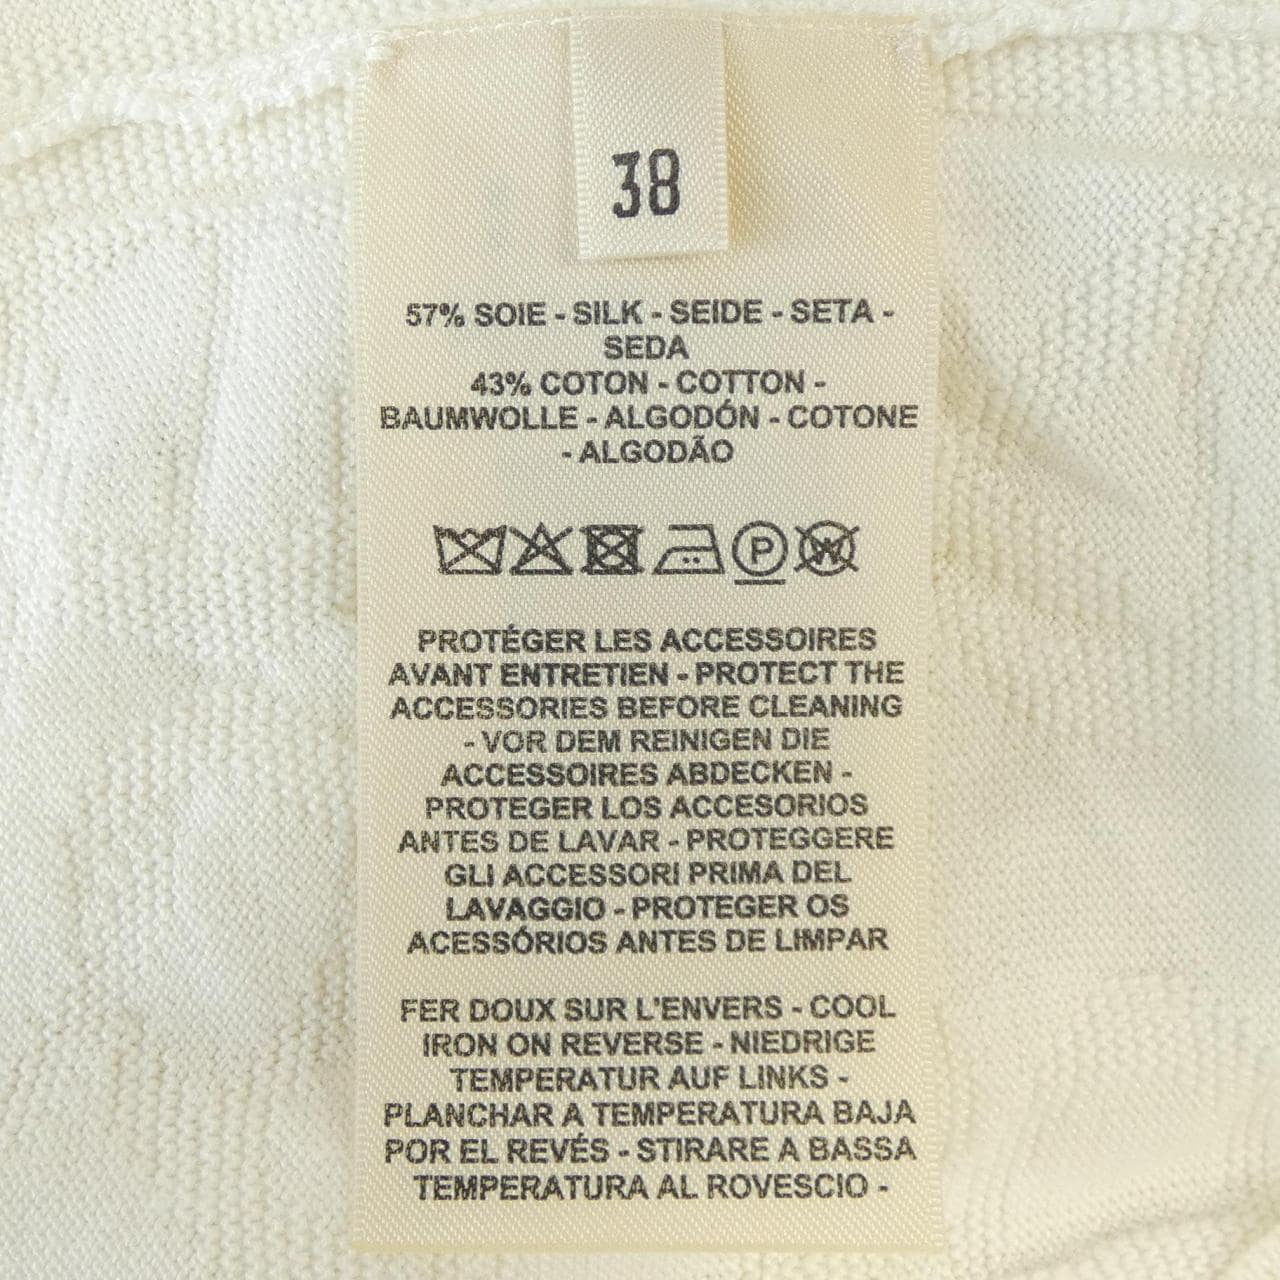 38
57% SOIE - SILK - SEIDE - SETA -
SEDA
43% COTON - COTTON -
BAUMWOLLE - ALGODÓN - COTONE
- ALGODÃO
P W
PROTÉGER LES ACCESSOIRES
AVANT ENTRETIEN - PROTECT THE
ACCESSORIES BEFORE CLEANING
- VOR DEM REINIGEN DIE
ACCESSOIRES ABDECKEN -
PROTEGER LOS ACCESORIOS
ANTES DE LAVAR - PROTEGGERE
GLI ACCESSORI PRIMA DEL
LAVAGGIO - PROTEGER OS
ACESSÓRIOS ANTES DE LIMPAR
FER DOUX SUR L'ENVERS - COOL
IRON ON REVERSE - NIEDRIGE
TEMPERATUR AUF LINKS -
PLANCHAR A TEMPERATURA BAJA
POR EL REVÉS - STIRARE A BASSA
TEMPERATURA AL ROVESCIO -